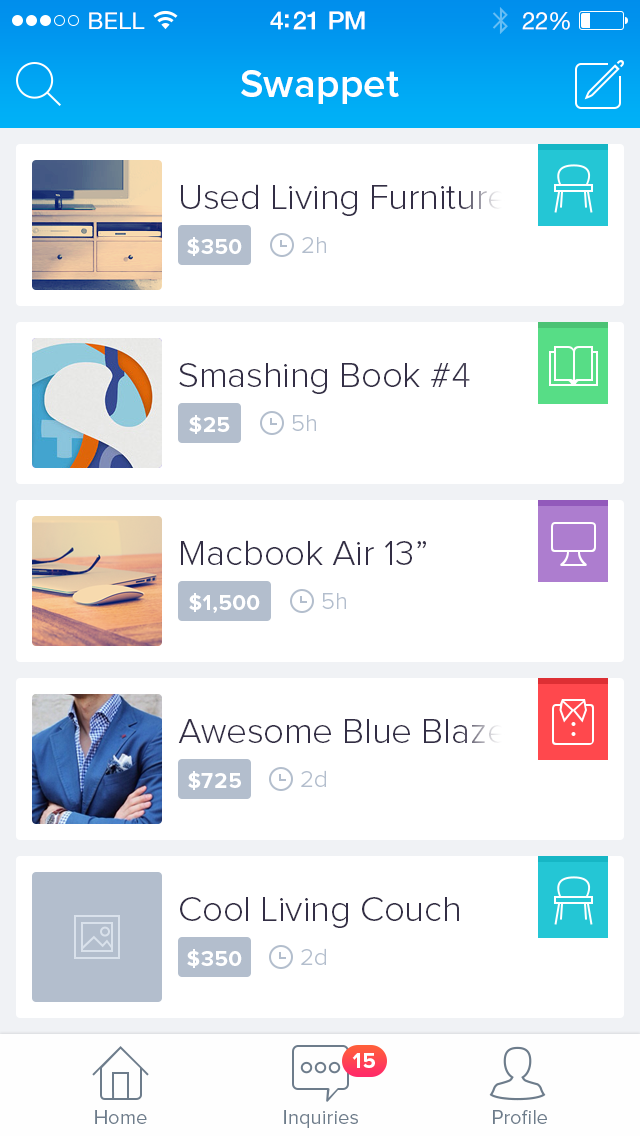 BELL 4:21 PM 22%
Swappet
Used Living Furniture
$350 2h
Smashing Book #4
$25 5h
Macbook Air 13”
$1,500 5h
Awesome Blue Blaze
$725 2d
Cool Living Couch
$350 2d
15
Home Inquiries Profile